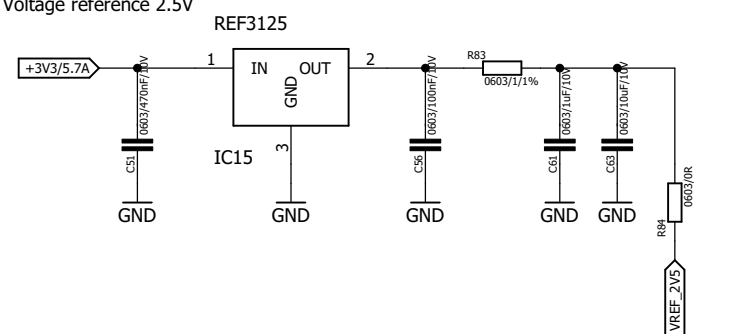 Voltage reference 2.5V
REF3125
+3V3/5.7A
1
IN
OUT
GND
2
3
IC15
0603/470nF/10V
C51
GND
GND
0603/100nF/10V
C56
GND
R83
0603/1/1%
0603/1uF/10V
C61
GND
0603/10uF/10V
C63
GND
0603/0R
R84
VREF_2V5